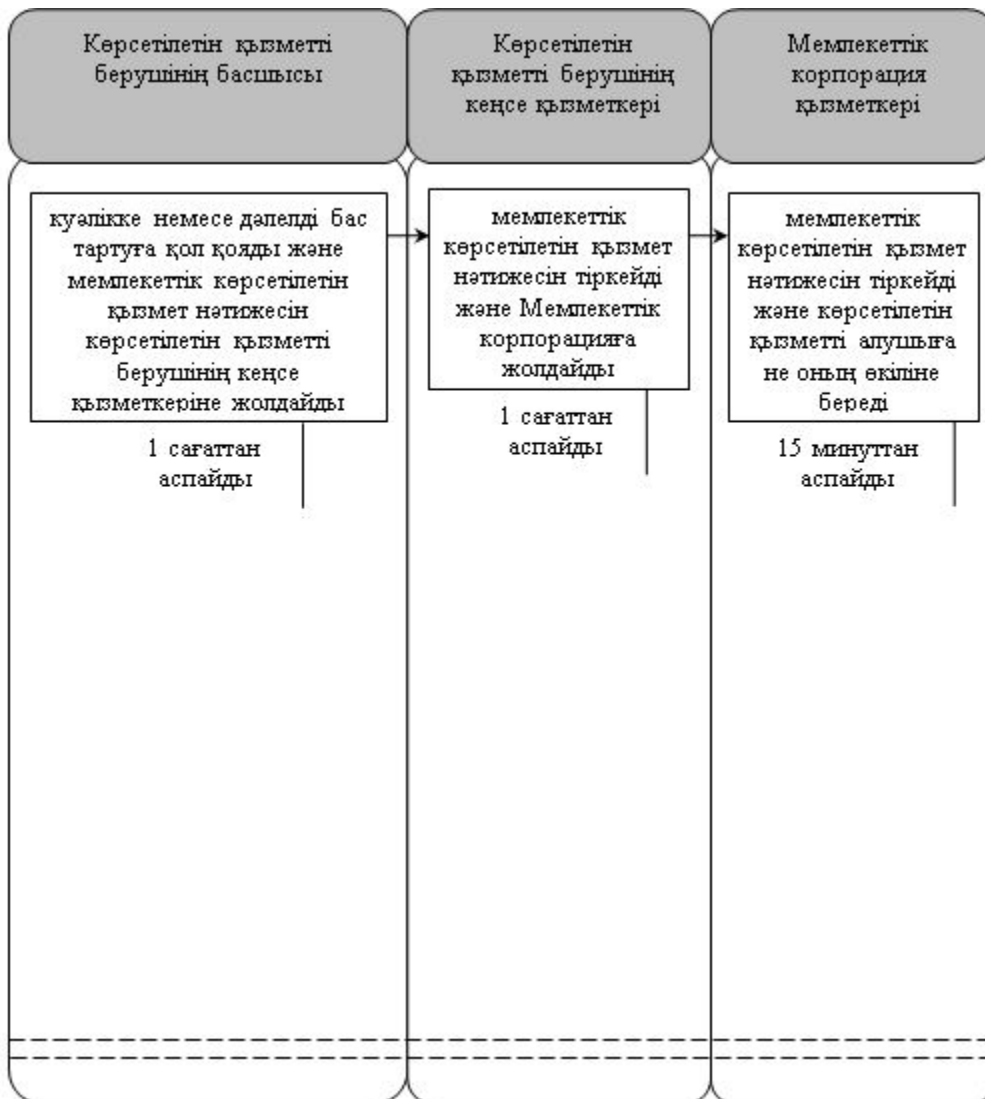 Көрсетілетін қызметті
берушінің басшысы
Көрсетілетін
қызметті берушінің
кеңсе қызметкері
Мемлекеттік
корпорация
қызметкері
куәлікке немесе дәлелді бас
тартуға қол қояды және
мемлекеттік көрсетілетін
қызмет нәтижесін
көрсетілетін қызметті
берушінің кеңсе
қызметкеріне жолдайды
1 сағаттан
аспайды
мемлекеттік
көрсетілетін қызмет
нәтижесін тіркейді
және Мемлекеттік
корпорацияға
жолдайды
1 сағаттан
аспайды
мемлекеттік
көрсетілетін қызмет
нәтижесін тіркейді
және көрсетілетін
қызметті алушыға
не оның өкіліне
береді
15 минуттан
аспайды